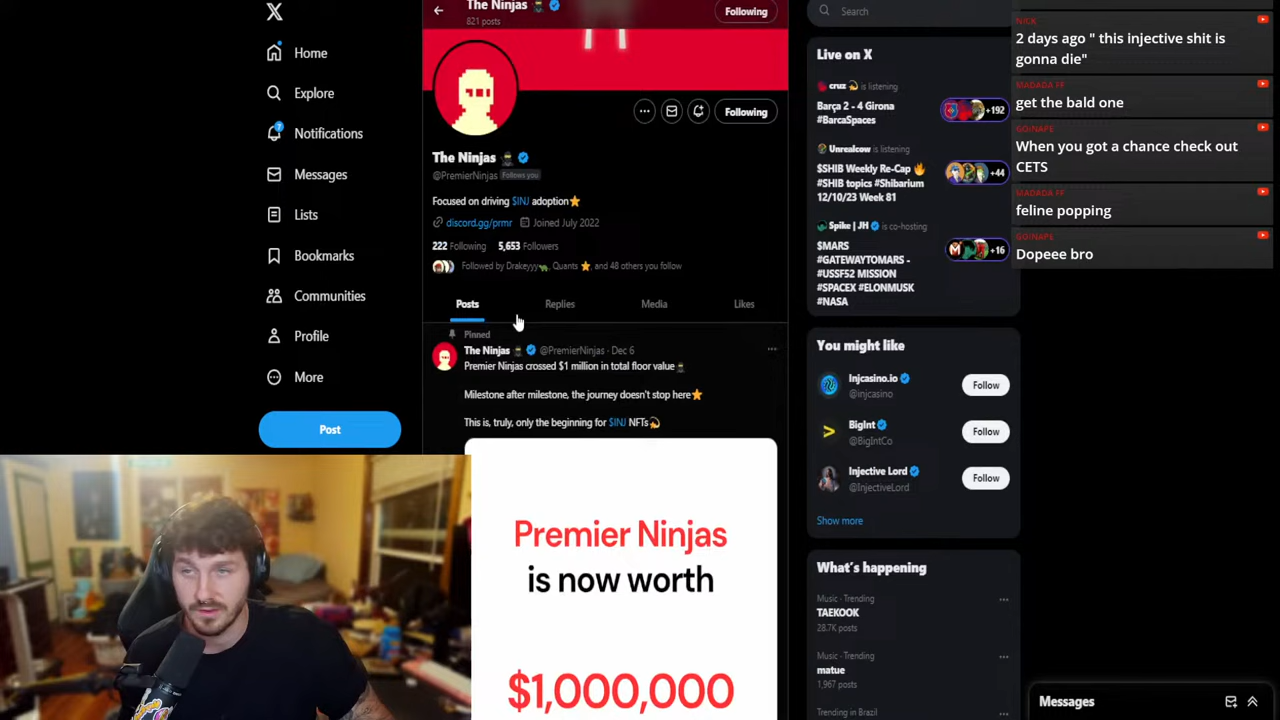 Home
Explore
7
Notifications
Messages
Lists
Bookmarks
Communities
Profile
More
Post
The Ninjas
821 posts
Following
Following
The Ninjas
@PremierNinjas Follows you
Focused on driving $INJ adoption
discord.gg/prmr Joined July 2022
222 Following 5,653 Followers
Followed by Drakeyyy, Quants, and 48 others you follow
Posts Replies Media Likes
Pinned
The Ninjas @PremierNinjas · Dec 6
Premier Ninjas crossed $1 million in total floor value
Milestone after milestone, the journey doesn't stop here
This is, truly, only the beginning for $INJ NFTs
Premier Ninjas
is now worth
$1,000,000
Search
Live on X
cruz is listening
Barça 2 - 4 Girona
#BarcaSpaces
+192
Unrealcow is listening
$SHIB Weekly Re-Cap
#SHIB topics #Shibarium
12/10/23 Week 81
+44
Spike | JH is co-hosting
$MARS
#GATEWAYTOMARS -
#USSF52 MISSION
#SPACEX #ELONMUSK
#NASA
+16
You might like
Injcasino.io
@injcasino
Follow
BigInt
@BigIntCo
Follow
Injective Lord
@InjectiveLord
Follow
Show more
What's happening
Music · Trending
TAEKOOK
28.7K posts
Music · Trending
matue
1,967 posts
Trending in Brazil
NICK
2 days ago " this injective shit is
gonna die"
MADADA FF
get the bald one
GOINAPE
When you got a chance check out
CETS
MADADA FF
feline popping
GOINAPE
Dopeee bro
Messages